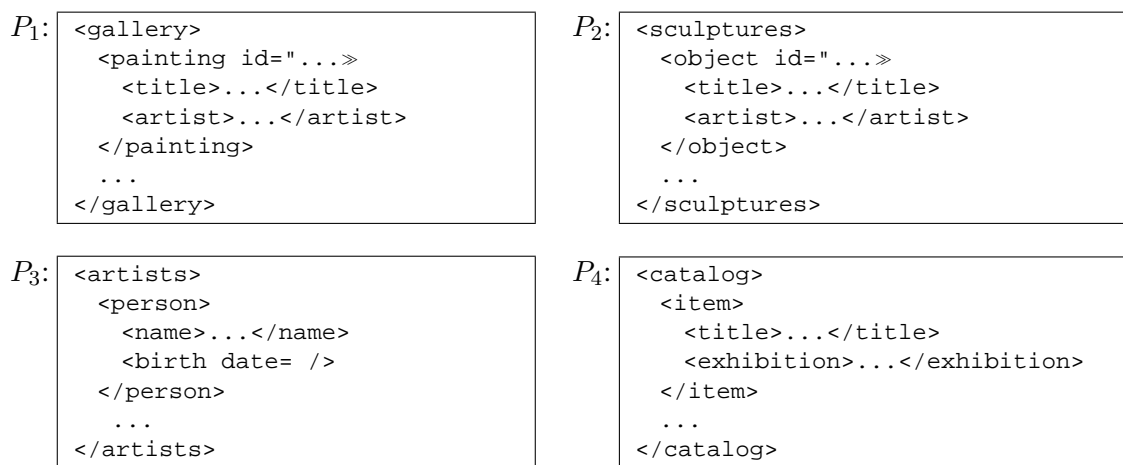 P1:
<gallery>
<painting id="...≫
<title>...</title>
<artist>...</artist>
</painting>
...
</gallery>
P2:
<sculptures>
<object id="...≫
<title>...</title>
<artist>...</artist>
</object>
...
</sculptures>
P3:
<artists>
<person>
<name>...</name>
<birth date= />
</person>
...
</artists>
P4:
<catalog>
<item>
<title>...</title>
<exhibition>...</exhibition>
</item>
...
</catalog>